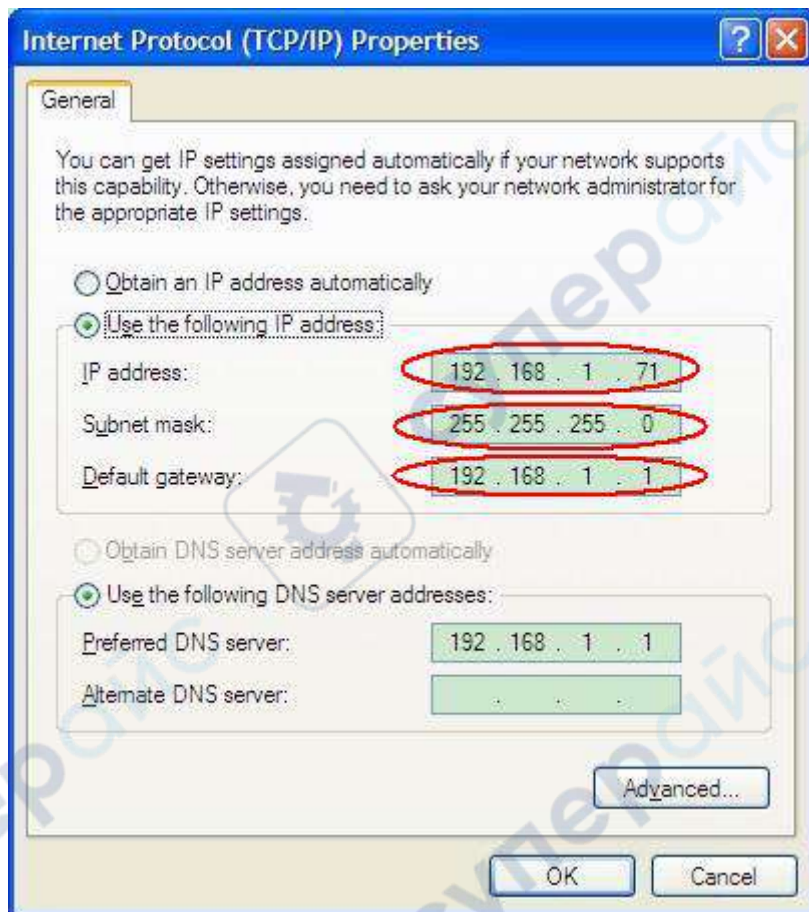 Internet Protocol (TCP/IP) Properties
General
You can get IP settings assigned automatically if your network supports
this capability. Otherwise, you need to ask your network administrator for
the appropriate IP settings.
Obtain an IP address automatically
Use the following IP address:
IP address: 192 . 168 . 1 . 71
Subnet mask: 255 . 255 . 255 . 0
Default gateway: 192 . 168 . 1 . 1
Obtain DNS server address automatically
Use the following DNS server addresses:
Preferred DNS server: 192 . 168 . 1 . 1
Alternate DNS server: . . .
Advanced...
OK Cancel
суперайс